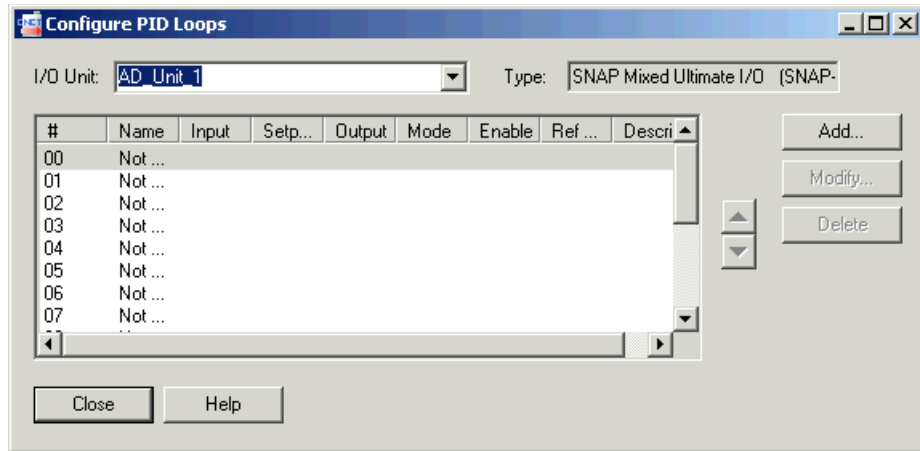 Configure PID Loops
I/O Unit: AD_Unit_1 Type: SNAP Mixed Ultimate I/O (SNAP-
# Name Input Setp... Output Mode Enable Ref ... Descri
00 Not ...
01 Not ...
02 Not ...
03 Not ...
04 Not ...
05 Not ...
06 Not ...
07 Not ...
Add...
Modify...
Delete
Close Help